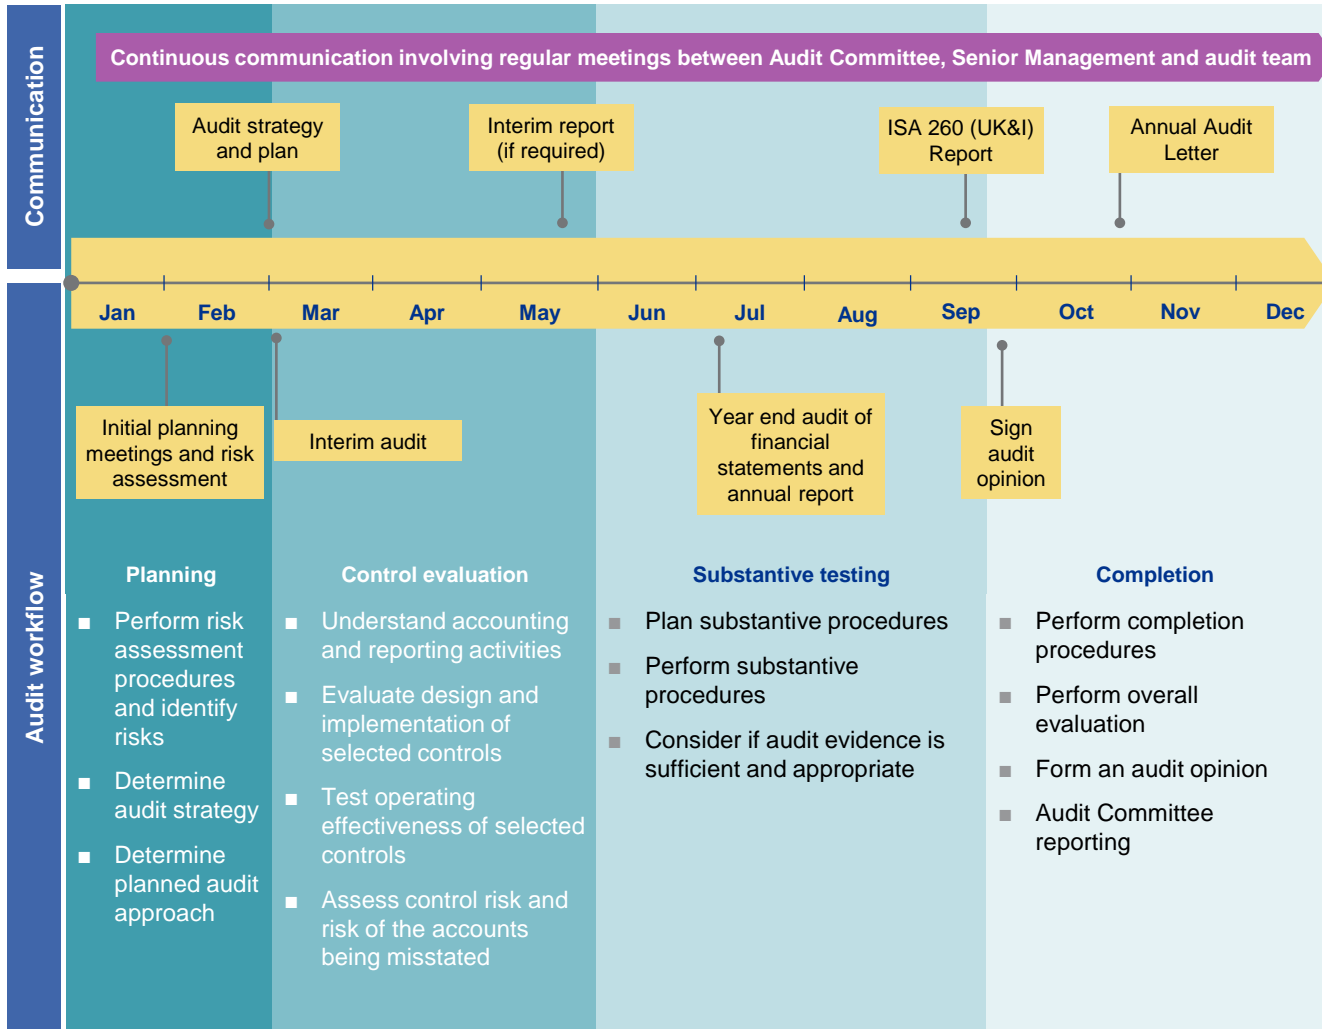 Communication
Continuous communication involving regular meetings between Audit Committee, Senior Management and audit team
Audit strategy
and plan
Interim report
(if required)
ISA 260 (UK&I)
Report
Annual Audit
Letter
Jan
Feb
Mar
Apr
May
Jun
Jul
Aug
Sep
Oct
Nov
Dec
Audit workflow
Initial planning
meetings and risk
assessment
Interim audit
Year end audit of
financial
statements and
annual report
Sign
audit
opinion
Planning
■ Perform risk
assessment
procedures
and identify
risks
■ Determine
audit strategy
■ Determine
planned audit
approach
Control evaluation
■ Understand accounting
and reporting activities
■ Evaluate design and
implementation of
selected controls
■ Test operating
effectiveness of selected
controls
■ Assess control risk and
risk of the accounts
being misstated
Substantive testing
■ Plan substantive procedures
■ Perform substantive
procedures
■ Consider if audit evidence is
sufficient and appropriate
Completion
■ Perform completion
procedures
■ Perform overall
evaluation
■ Form an audit opinion
■ Audit Committee
reporting